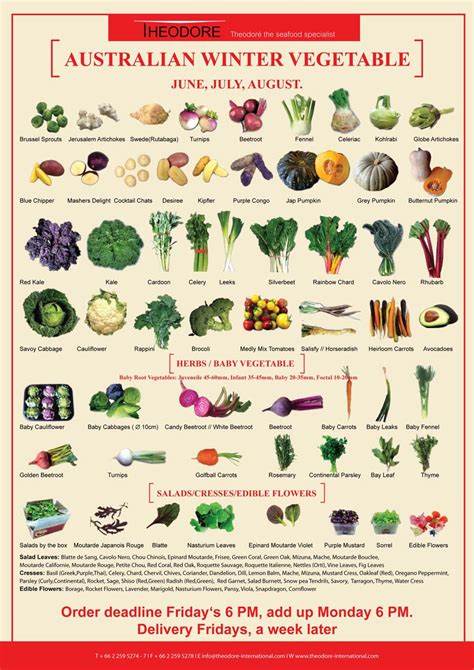 THEODORE Theodoré the seafood specialist
AUSTRALIAN WINTER VEGETABLE
JUNE, JULY, AUGUST.
Brussel Sprouts Jerusalem Artichokes Swede(Rutabaga) Turnips Beetroot Fennel Celeriac Kohlrabi Globe Artichokes
Blue Chipper Mashers Delight Cocktail Chats Desiree Kipfler Purple Congo Jap Pumpkin Grey Pumpkin Butternut Pumpkin
Red Kale Kale Cardoon Celery Leeks Silverbeet Rainbow Chard Cavolo Nero Rhubarb
Savoy Cabbage Cauliflower Rappini Brocoli Medly Mix Tomatoes Salisfy // Horseradish Heirloom Carrots Avocadoes
HERBS / BABY VEGETABLE
Baby Root Vegetables: Juvenile 45-60mm, Infant 35-45mm, Baby 20-35mm, Foctal 10-20mm
Baby Cauliflower Baby Cabbages (Ø 10cm) Candy Beetroot // White Beetroot Beetroot Baby Carrots Baby Leaks Baby Fennel
Golden Beetroot Turnips Golfball Carrots Rosemary Continental Parsley Bay Leaf Thyme
SALADS/CRESSES/EDIBLE FLOWERS
Salads by the box Moutarde Japonais Rouge Blatte Nasturium Leaves Epinard Moutarde Violet Purple Mustard Sorrel Edible Flowers
Salad Leaves: Blatte de Sang, Cavolo Nero, Chou Chinois, Epinard Moutarde, Frisee, Green Coral, Green Oak, Mizuna, Mache, Moutarde Bouclee,
Moutarde Californie, Moutarde Rouge, Petite Chou, Red Coral, Red Oak, Roquette Sauvage, Roquette Italienne, Nettles (Orti), Vine Leaves, Fig Leaves
Cresses: Basil (Greek,Purple,Thai), Celery, Chard, Chervil, Chives, Coriander, Dandelion, Dill, Lemon Balm, Mache, Mizuna, Mustard Cress, Oakleaf (Red), Oregano Peppermint,
Parsley (Curly,Continental), Rocket, Sage, Shiso (Red,Green) Radish (Red,Green), Red Garnet, Salad Burnett, Snow pea Tendrils, Savory, Tarragon, Thyme, Water Cress
Edible Flowers: Borage, Rocket Flowers, Lavender, Marigold, Nasturium Flowers, Pansy, Viola, Snapdragon, Cornflower
Order deadline Friday's 6 PM, add up Monday 6 PM.
Delivery Fridays, a week later
T + 66 2 259 5274 - 7 I F + 66 2 259 5278 I E info@theodore-international.com I W www.theodore-international.com